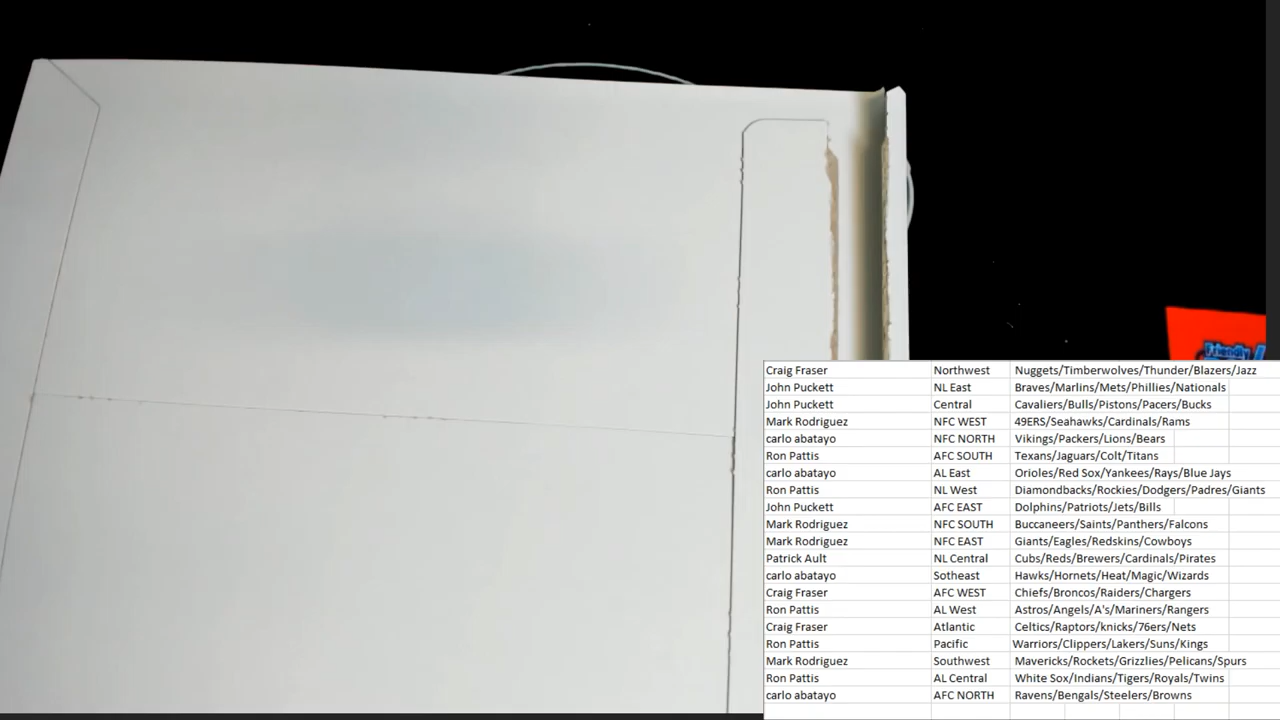 Friendly
Craig Fraser Northwest Nuggets/Timberwolves/Thunder/Blazers/Jazz
John Puckett NL East Braves/Marlins/Mets/Phillies/Nationals
John Puckett Central Cavaliers/Bulls/Pistons/Pacers/Bucks
Mark Rodriguez NFC WEST 49ERS/Seahawks/Cardinals/Rams
carlo abatayo NFC NORTH Vikings/Packers/Lions/Bears
Ron Pattis AFC SOUTH Texans/Jaguars/Colt/Titans
carlo abatayo AL East Orioles/Red Sox/Yankees/Rays/Blue Jays
Ron Pattis NL West Diamondbacks/Rockies/Dodgers/Padres/Giants
John Puckett AFC EAST Dolphins/Patriots/Jets/Bills
Mark Rodriguez NFC SOUTH Buccaneers/Saints/Panthers/Falcons
Mark Rodriguez NFC EAST Giants/Eagles/Redskins/Cowboys
Patrick Ault NL Central Cubs/Reds/Brewers/Cardinals/Pirates
carlo abatayo Sotheast Hawks/Hornets/Heat/Magic/Wizards
Craig Fraser AFC WEST Chiefs/Broncos/Raiders/Chargers
Ron Pattis AL West Astros/Angels/A's/Mariners/Rangers
Craig Fraser Atlantic Celtics/Raptors/knicks/76ers/Nets
Ron Pattis Pacific Warriors/Clippers/Lakers/Suns/Kings
Mark Rodriguez Southwest Mavericks/Rockets/Grizzlies/Pelicans/Spurs
Ron Pattis AL Central White Sox/Indians/Tigers/Royals/Twins
carlo abatayo AFC NORTH Ravens/Bengals/Steelers/Browns